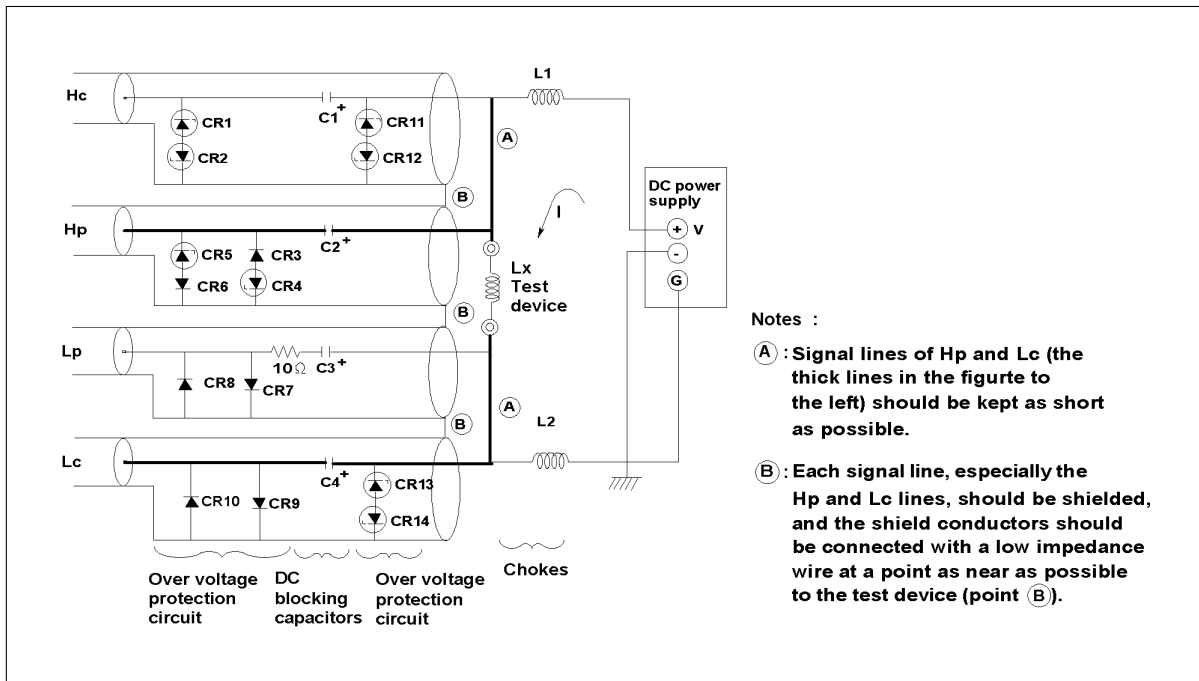 L1
Hc
C1+
CR1
CR11
CR2
CR12
A
B
DC power
supply
+ V
-
G
I
Hp
C2+
CR5
CR3
CR6
CR4
Lx
Test
device
B
Lp
10Ω
C3+
CR8
CR7
A
B
L2
Lc
C4+
CR10
CR9
CR13
CR14
Over voltage
protection
circuit
DC
blocking
capacitors
Over voltage
protection
circuit
Chokes
Notes :
A : Signal lines of Hp and Lc (the
thick lines in the figurte to
the left) should be kept as short
as possible.
B : Each signal line, especially the
Hp and Lc lines, should be shielded,
and the shield conductors should
be connected with a low impedance
wire at a point as near as possible
to the test device (point B).